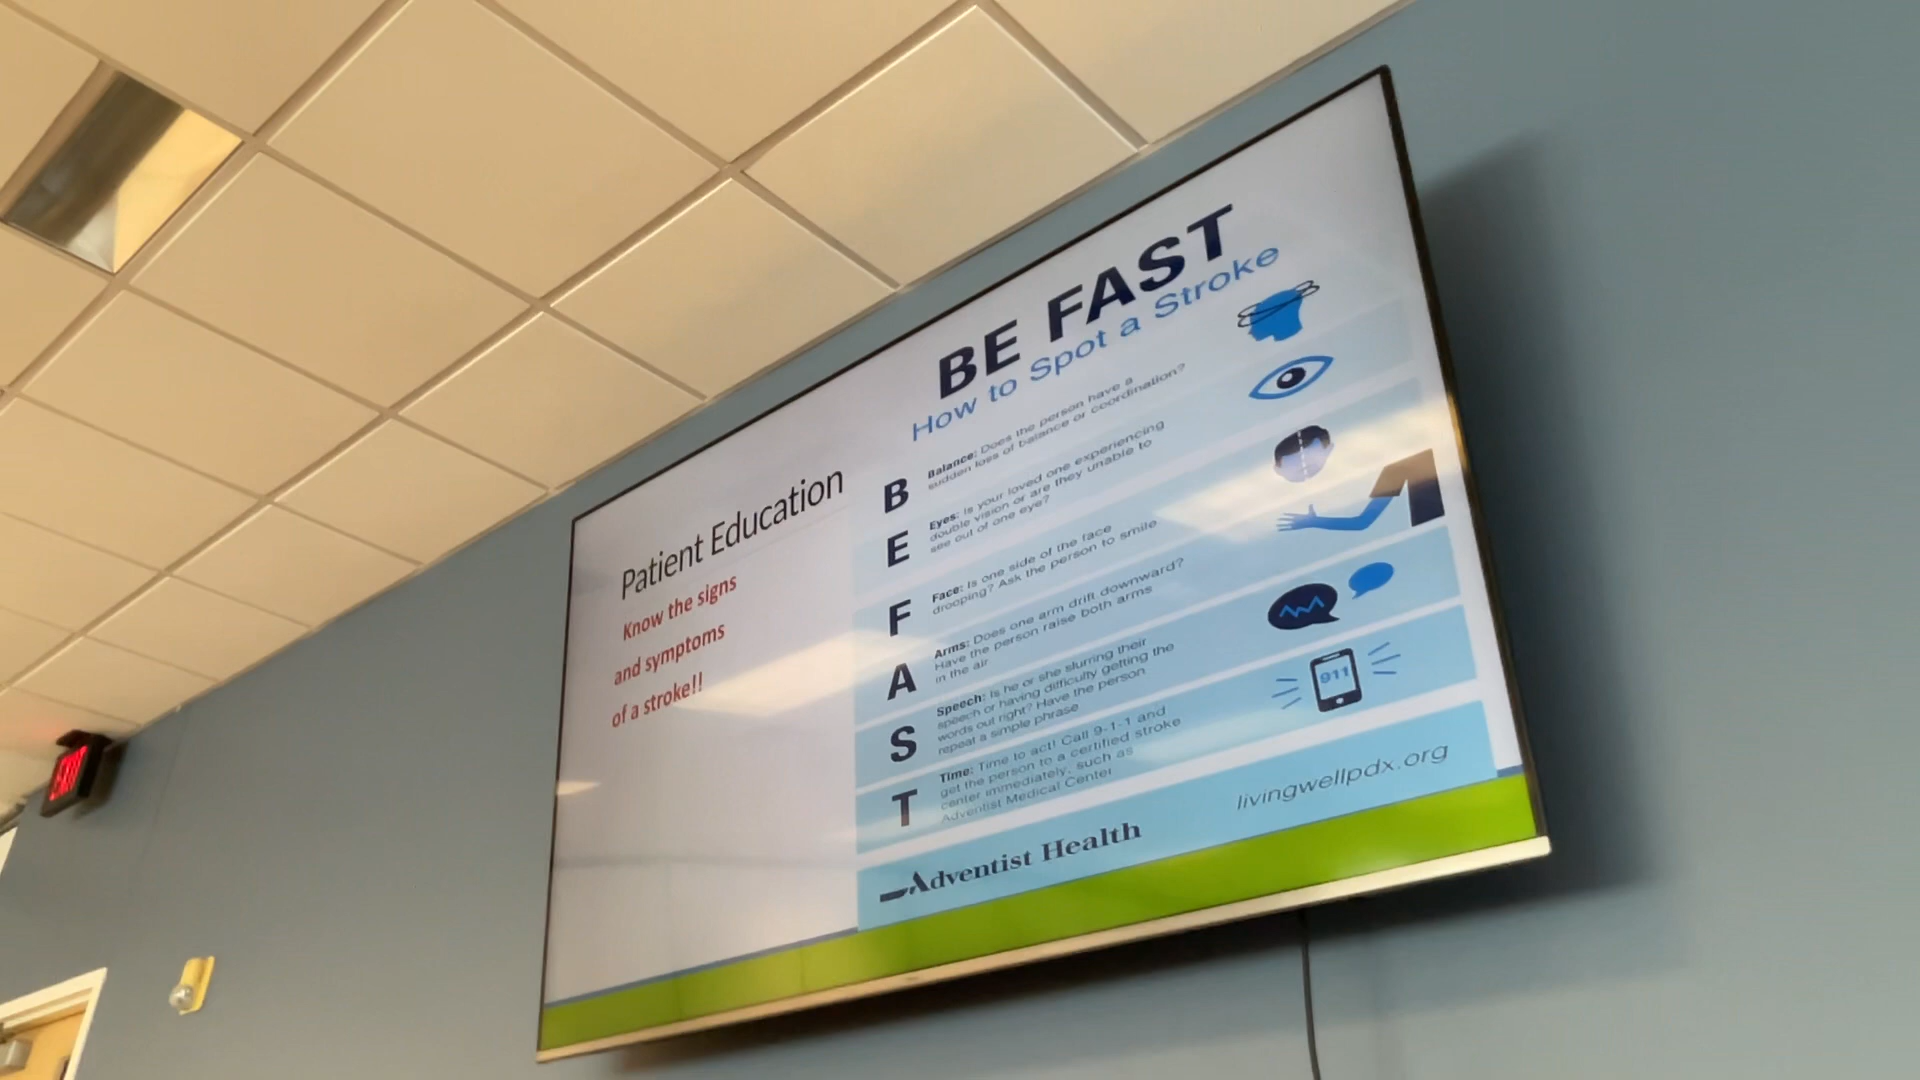 Patient Education
Know the signs
and symptoms
of a stroke!!
BE FAST
How to Spot a Stroke
B
Balance: Does the person have a
sudden loss of balance or coordination?
E
Eyes: Is your loved one experiencing
double vision or are they unable to
see out of one eye?
F
Face: Is one side of the face
drooping? Ask the person to smile
A
Arms: Does one arm drift downward?
Have the person raise both arms
in the air
S
Speech: Is he or she slurring their
speech or having difficulty getting the
words out right? Have the person
repeat a simple phrase
T
Time: Time to act! Call 9-1-1 and
get the person to a certified stroke
center immediately, such as
Adventist Medical Center
911
Adventist Health
livingwellpdx.org
EXIT